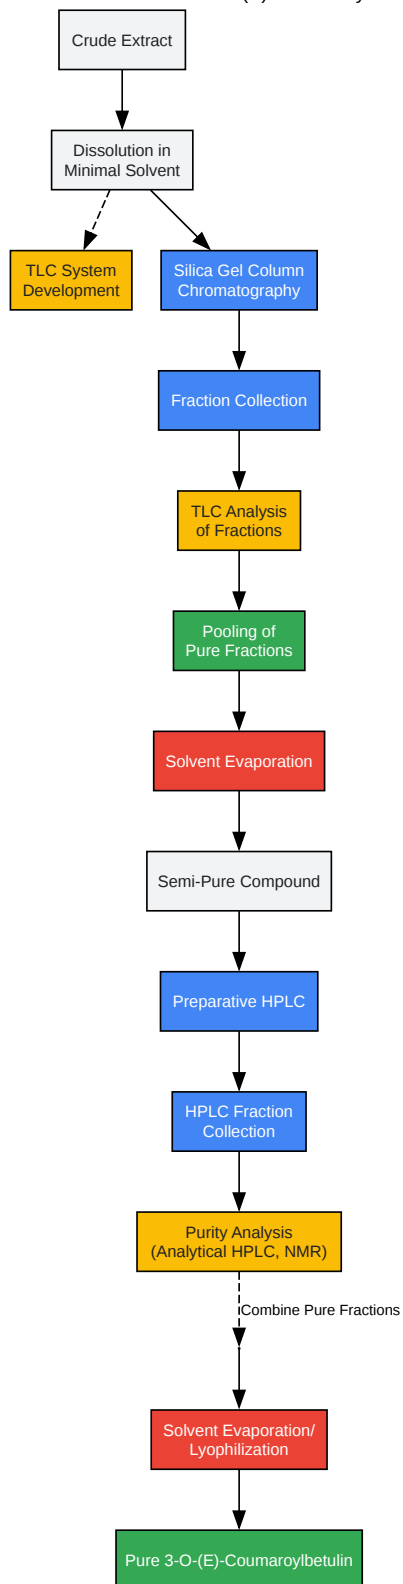 Crude Extract
Dissolution in
Minimal Solvent
TLC System
Development
Silica Gel Column
Chromatography
Fraction Collection
TLC Analysis
of Fractions
Pooling of
Pure Fractions
Solvent Evaporation
Semi-Pure Compound
Preparative HPLC
HPLC Fraction
Collection
Purity Analysis
(Analytical HPLC, NMR)
Combine Pure Fractions
Solvent Evaporation/
Lyophilization
Pure 3-O-(E)-Coumaroylbetulin